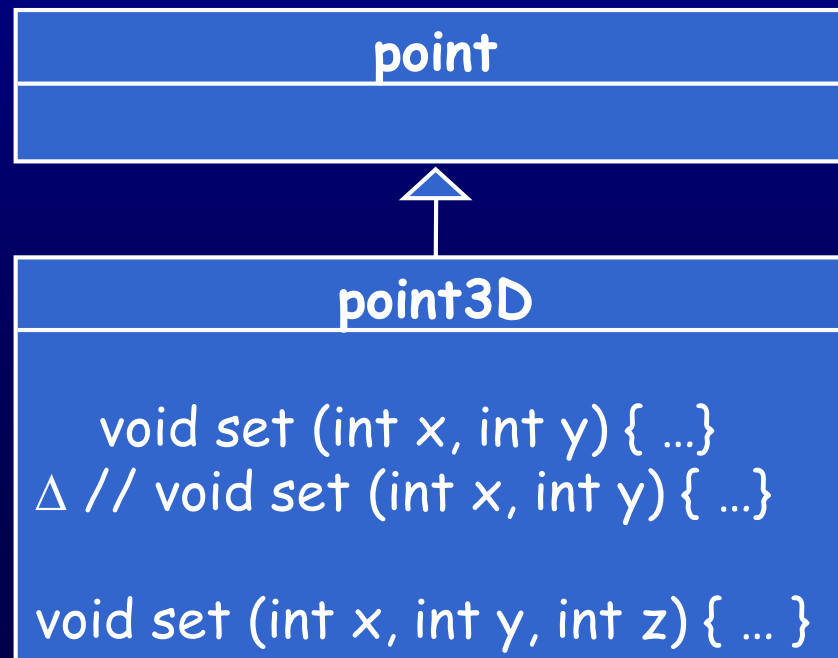 point
point3D
void set (int x, int y) { …}
Δ // void set (int x, int y) { …}
void set (int x, int y, int z) { … }